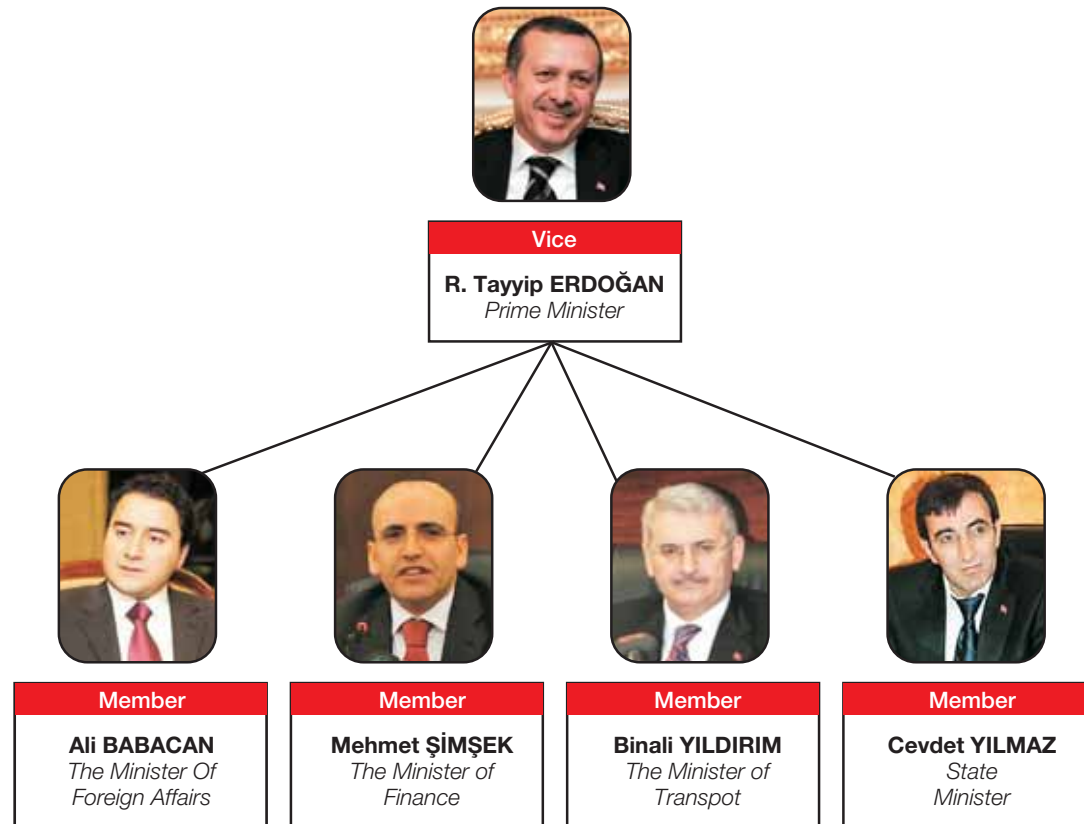 Vice
R. Tayyip ERDOĞAN
Prime Minister
Member
Ali BABACAN
The Minister Of
Foreign Affairs
Member
Mehmet ŞİMŞEK
The Minister of
Finance
Member
Binali YILDIRIM
The Minister of
Transpot
Member
Cevdet YILMAZ
State
Minister